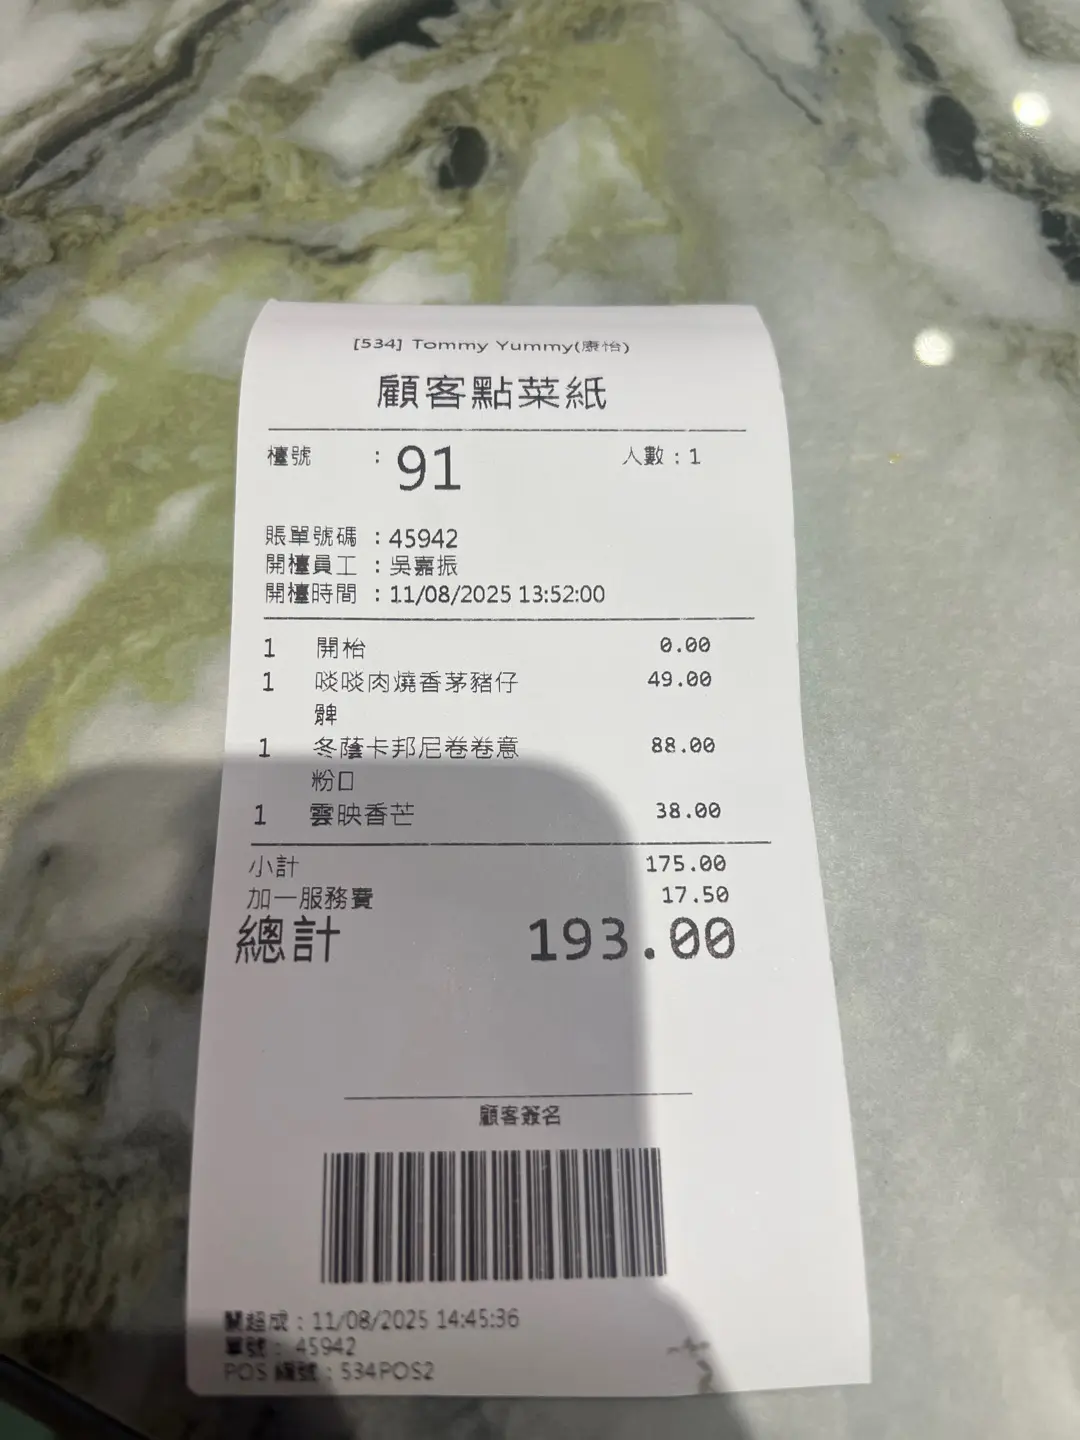 [534] Tommy Yummy(康怡)
顧客點菜紙
檯號 : 91 人數 : 1
賬單號碼 : 45942
開檯員工 : 吳嘉振
開檯時間 : 11/08/2025 13:52:00
1 開枱 0.00
1 啖啖肉燒香茅豬仔 49.00
髀
1 冬蔭卡邦尼卷卷意 88.00
粉口
1 雲映香芒 38.00
小計 175.00
加一服務費 17.50
總計 193.00
顧客簽名
關超成 : 11/08/2025 14:45:36
單號 : 45942
POS 編號 : 534POS2